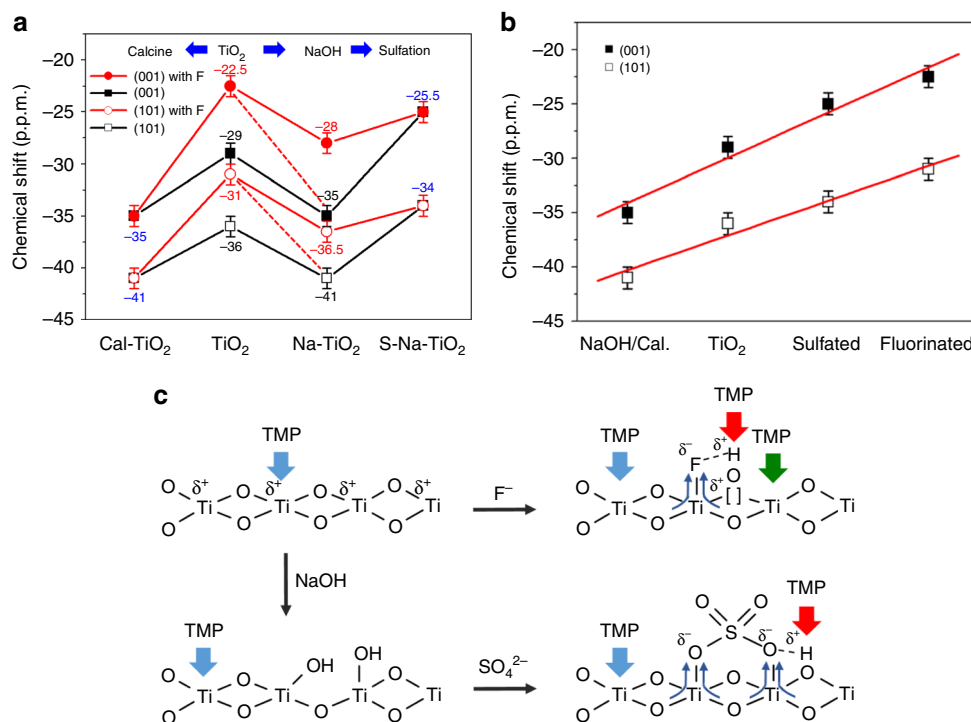 a
Calcine TiO₂ NaOH Sulfation
(001) with F
(001)
(101) with F
(101)
Chemical shift (p.p.m.)
−20
−25
−30
−35
−35
−40
−45
−22.5
−29
−31
−36
−28
−35
−36.5
−41
−25.5
−34
−35
−41
Cal-TiO₂ TiO₂ Na-TiO₂ S-Na-TiO₂
b
(001)
(101)
Chemical shift (p.p.m.)
−20
−25
−30
−35
−40
−45
NaOH/Cal. TiO₂ Sulfated Fluorinated
c
TMP
O δ⁺ O δ⁺ O δ⁺ O δ⁺
Ti Ti Ti Ti
O O O O
F⁻
TMP TMP TMP
δ⁻ δ⁺ H
F O
δ⁺ [ ]
O O O
Ti Ti Ti Ti
O O O O
NaOH
TMP
OH OH
O O O O
Ti Ti Ti Ti
O O O O
SO₄²⁻
TMP TMP
O O
S
δ⁻ δ⁻ δ⁺
O O H
O O O O
Ti Ti Ti Ti
O O O O